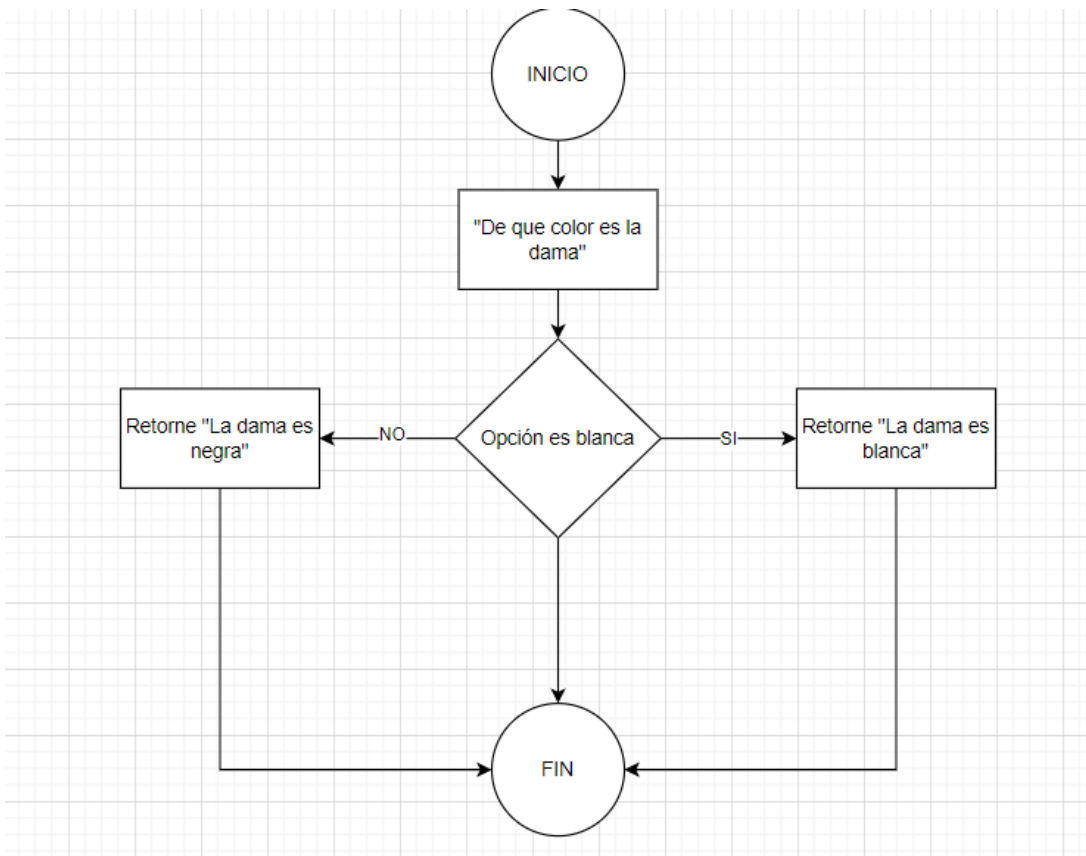 INICIO
"De que color es la
dama"
Retorne "La dama es
negra"
NO
Opción es blanca
SI
Retorne "La dama es
blanca"
FIN